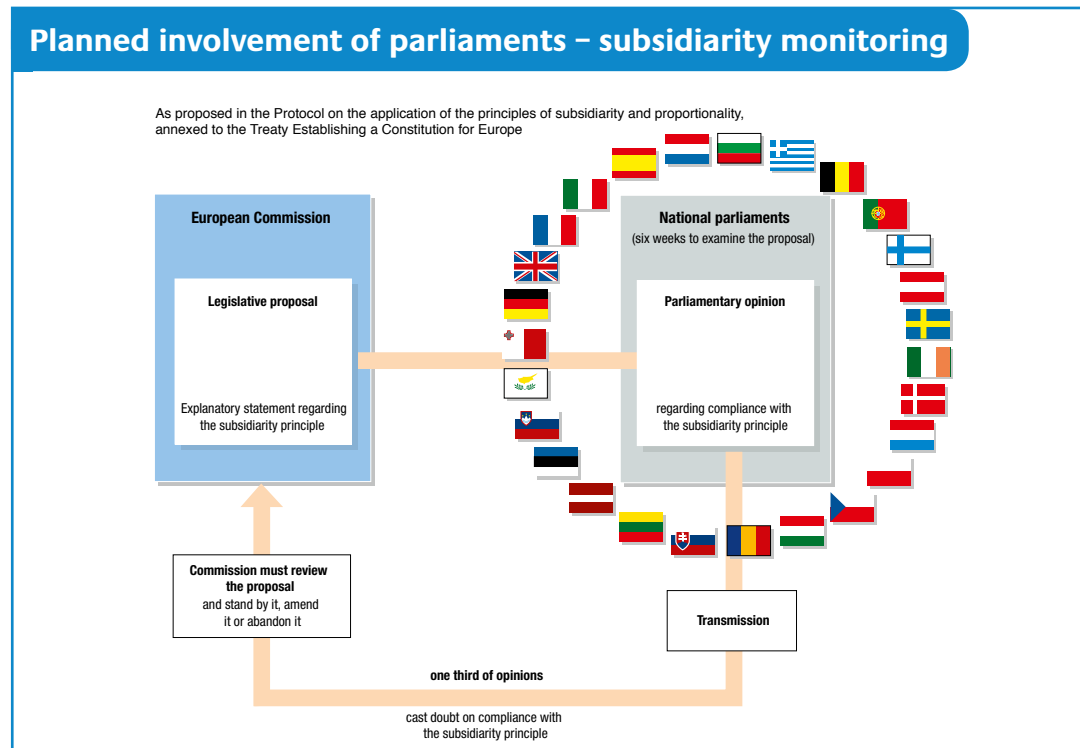 Planned involvement of parliaments – subsidiarity monitoring
As proposed in the Protocol on the application of the principles of subsidiarity and proportionality,
annexed to the Treaty Establishing a Constitution for Europe
European Commission
Legislative proposal
Explanatory statement regarding
the subsidiarity principle
National parliaments
(six weeks to examine the proposal)
Parliamentary opinion
regarding compliance with
the subsidiarity principle
Commission must review
the proposal
and stand by it, amend
it or abandon it
Transmission
one third of opinions
cast doubt on compliance with
the subsidiarity principle